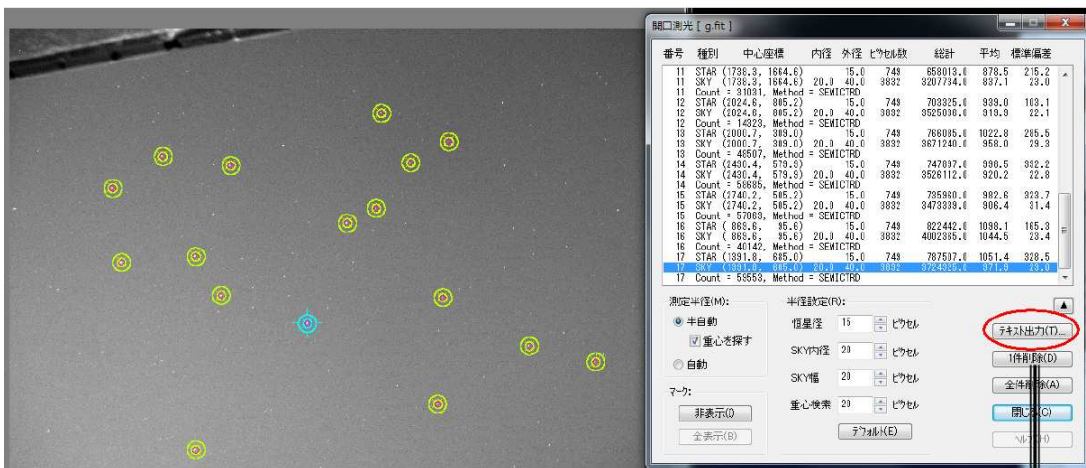 開口測光 [ g.fit ]
番号 種別 中心座標 内径 外径 ピクセル数 総計 平均 標準偏差
11 STAR (1738.3, 1664.6) 15.0 749 658013.0 878.5 215.2
11 SKY (1738.3, 1664.6) 20.0 40.0 3832 3207734.0 837.1 23.0
11 Count = 31031, Method = SEMICTRD
12 STAR (2024.6, 805.2) 15.0 749 703325.0 939.0 103.1
12 SKY (2024.6, 805.2) 20.0 40.0 3832 3525036.0 919.9 22.1
12 Count = 14323, Method = SEMICTRD
13 STAR (2000.7, 309.0) 15.0 749 766085.0 1022.8 285.5
13 SKY (2000.7, 309.0) 20.0 40.0 3832 3671240.0 958.0 29.3
13 Count = 48507, Method = SEMICTRD
14 STAR (2430.4, 579.9) 15.0 749 747897.0 998.5 332.2
14 SKY (2430.4, 579.9) 20.0 40.0 3832 3526112.0 920.2 22.8
14 Count = 58685, Method = SEMICTRD
15 STAR (2740.2, 505.2) 15.0 749 735960.0 982.6 323.7
15 SKY (2740.2, 505.2) 20.0 40.0 3832 3473339.0 906.4 31.4
15 Count = 57063, Method = SEMICTRD
16 STAR ( 869.6, 95.6) 15.0 749 822442.0 1098.1 165.3
16 SKY ( 869.6, 95.6) 20.0 40.0 3832 4002365.0 1044.5 23.4
16 Count = 40142, Method = SEMICTRD
17 STAR (1391.8, 685.0) 15.0 749 787507.0 1051.4 328.5
17 SKY (1391.8, 685.0) 20.0 40.0 3832 3724325.0 971.9 23.0
17 Count = 59553, Method = SEMICTRD
測定半径(M):
半自動
重心を探す
自動
マーク:
非表示(I)
全表示(B)
半径設定(R):
恒星径 15 ピクセル
SKY内径 20 ピクセル
SKY幅 20 ピクセル
重心検索 20 ピクセル
デフォルト(E)
テキスト出力(T)...
1件削除(D)
全件削除(A)
閉じる(C)
ヘルプ(H)